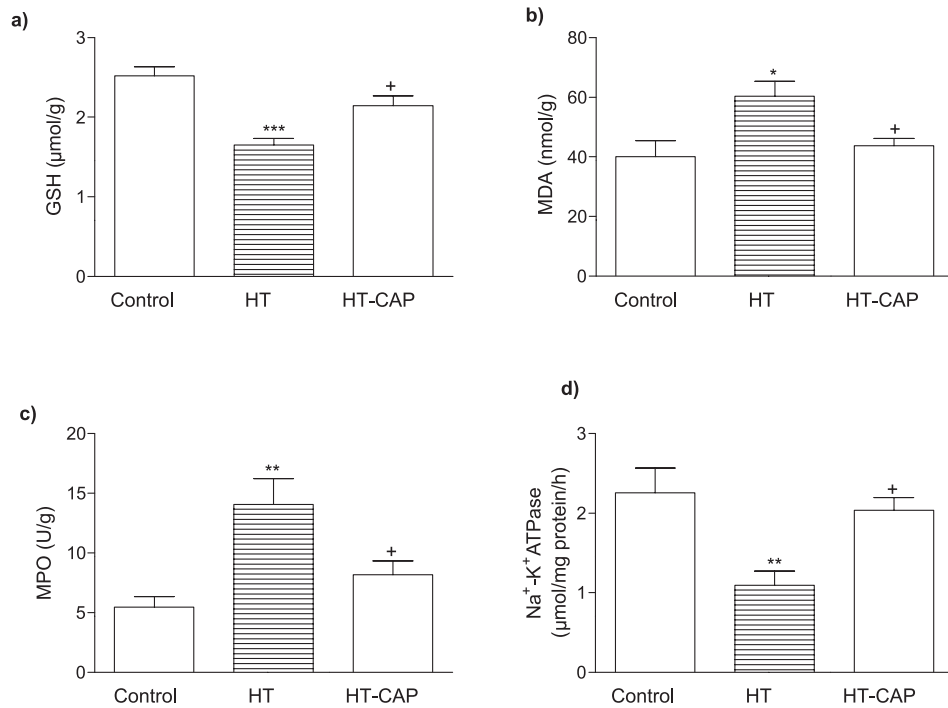 a)
3
2
1
0
GSH (µmol/g)
***
+
Control HT HT-CAP
b)
80
60
40
20
0
MDA (nmol/g)
*
+
Control HT HT-CAP
c)
20
15
10
5
0
MPO (U/g)
**
+
Control HT HT-CAP
d)
3
2
1
0
Na⁺-K⁺ ATPase
(µmol/mg protein/h)
**
+
Control HT HT-CAP